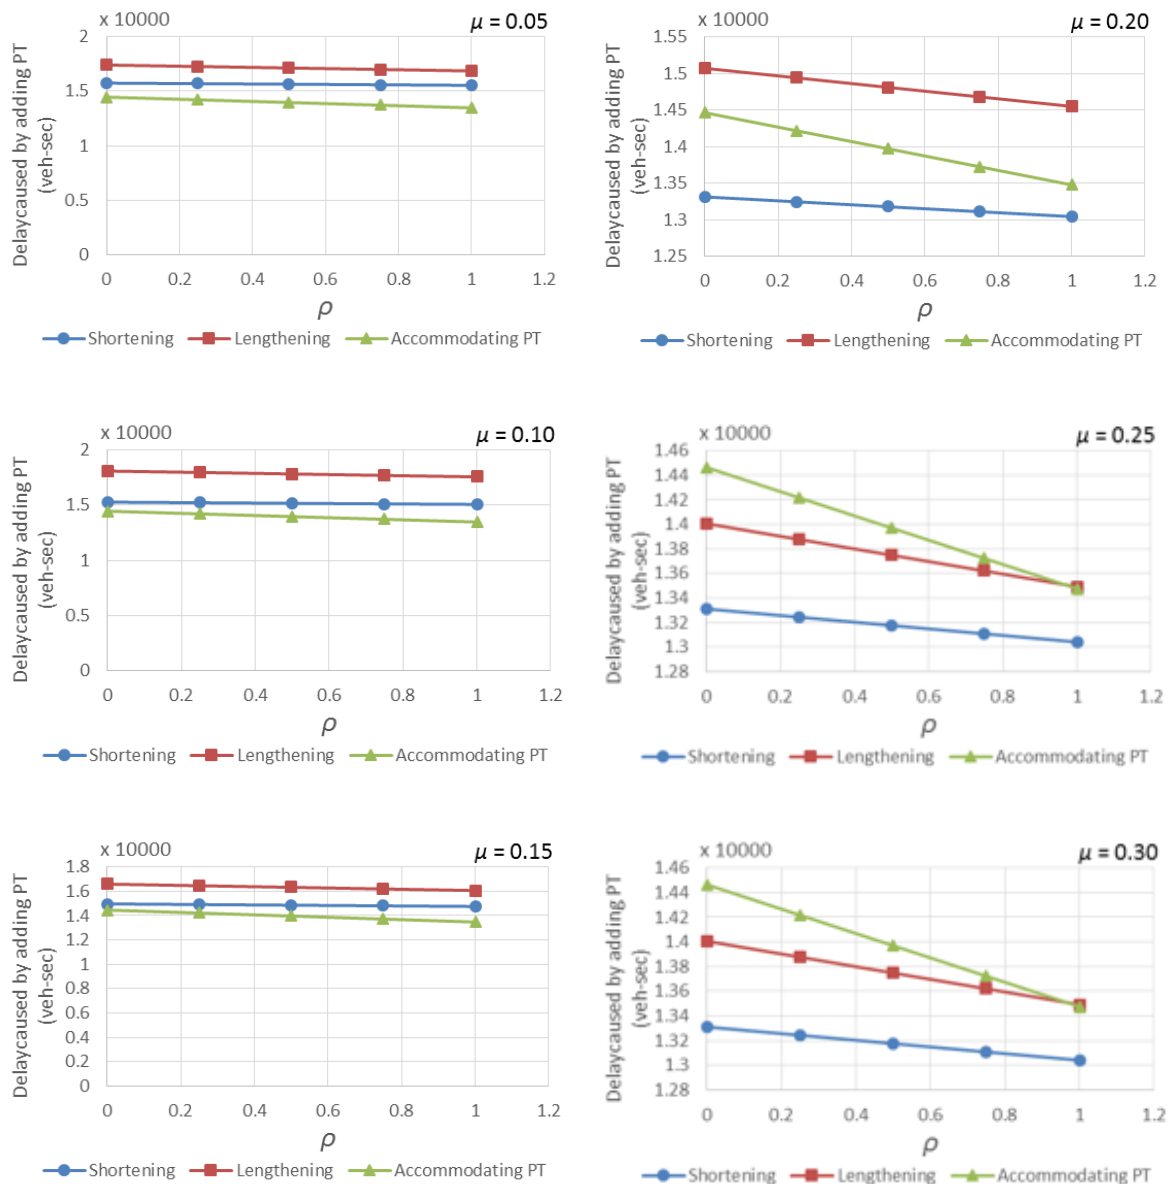 x 10000
μ = 0.05
Delaycaused by adding PT
(veh-sec)
2
1.5
1
0.5
0
0 0.2 0.4 0.6 0.8 1 1.2
ρ
Shortening Lengthening Accommodating PT
x 10000
μ = 0.20
Delaycaused by adding PT
(veh-sec)
1.55
1.5
1.45
1.4
1.35
1.3
1.25
0 0.2 0.4 0.6 0.8 1 1.2
ρ
Shortening Lengthening Accommodating PT
x 10000
μ = 0.10
Delaycaused by adding PT
(veh-sec)
2
1.5
1
0.5
0
0 0.2 0.4 0.6 0.8 1 1.2
ρ
Shortening Lengthening Accommodating PT
x 10000
μ = 0.25
Delaycaused by adding PT
(veh-sec)
1.46
1.44
1.42
1.4
1.38
1.36
1.34
1.32
1.3
1.28
0 0.2 0.4 0.6 0.8 1 1.2
ρ
Shortening Lengthening Accommodating PT
x 10000
μ = 0.15
Delaycaused by adding PT
(veh-sec)
1.8
1.6
1.4
1.2
1
0.8
0.6
0.4
0.2
0
0 0.2 0.4 0.6 0.8 1 1.2
ρ
Shortening Lengthening Accommodating PT
x 10000
μ = 0.30
Delaycaused by adding PT
(veh-sec)
1.46
1.44
1.42
1.4
1.38
1.36
1.34
1.32
1.3
1.28
0 0.2 0.4 0.6 0.8 1 1.2
ρ
Shortening Lengthening Accommodating PT